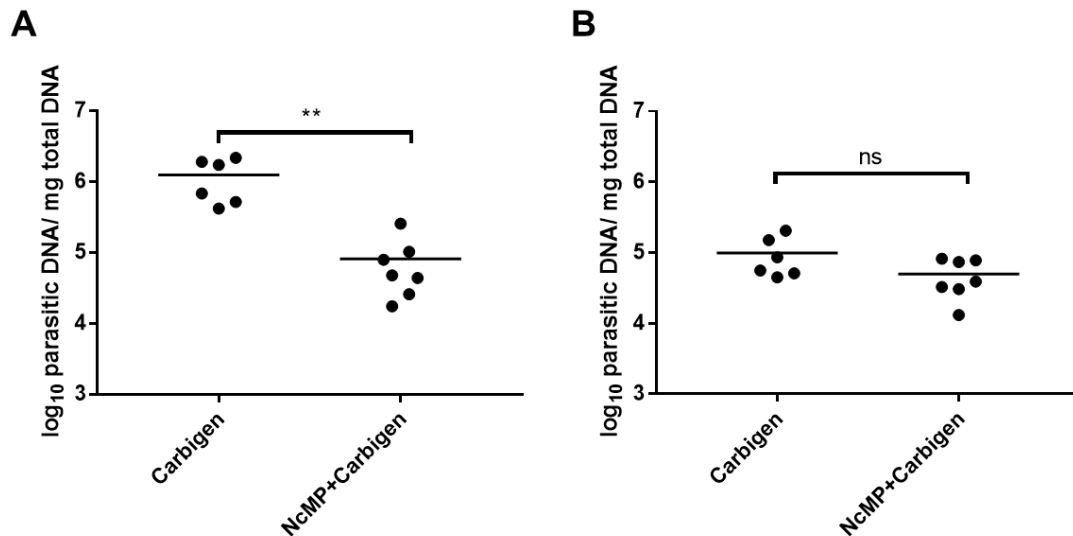 A
log10 parasitic DNA/ mg total DNA
7
6
5
4
3
**
Carbigen
NcMP+Carbigen
B
log10 parasitic DNA/ mg total DNA
7
6
5
4
3
ns
Carbigen
NcMP+Carbigen